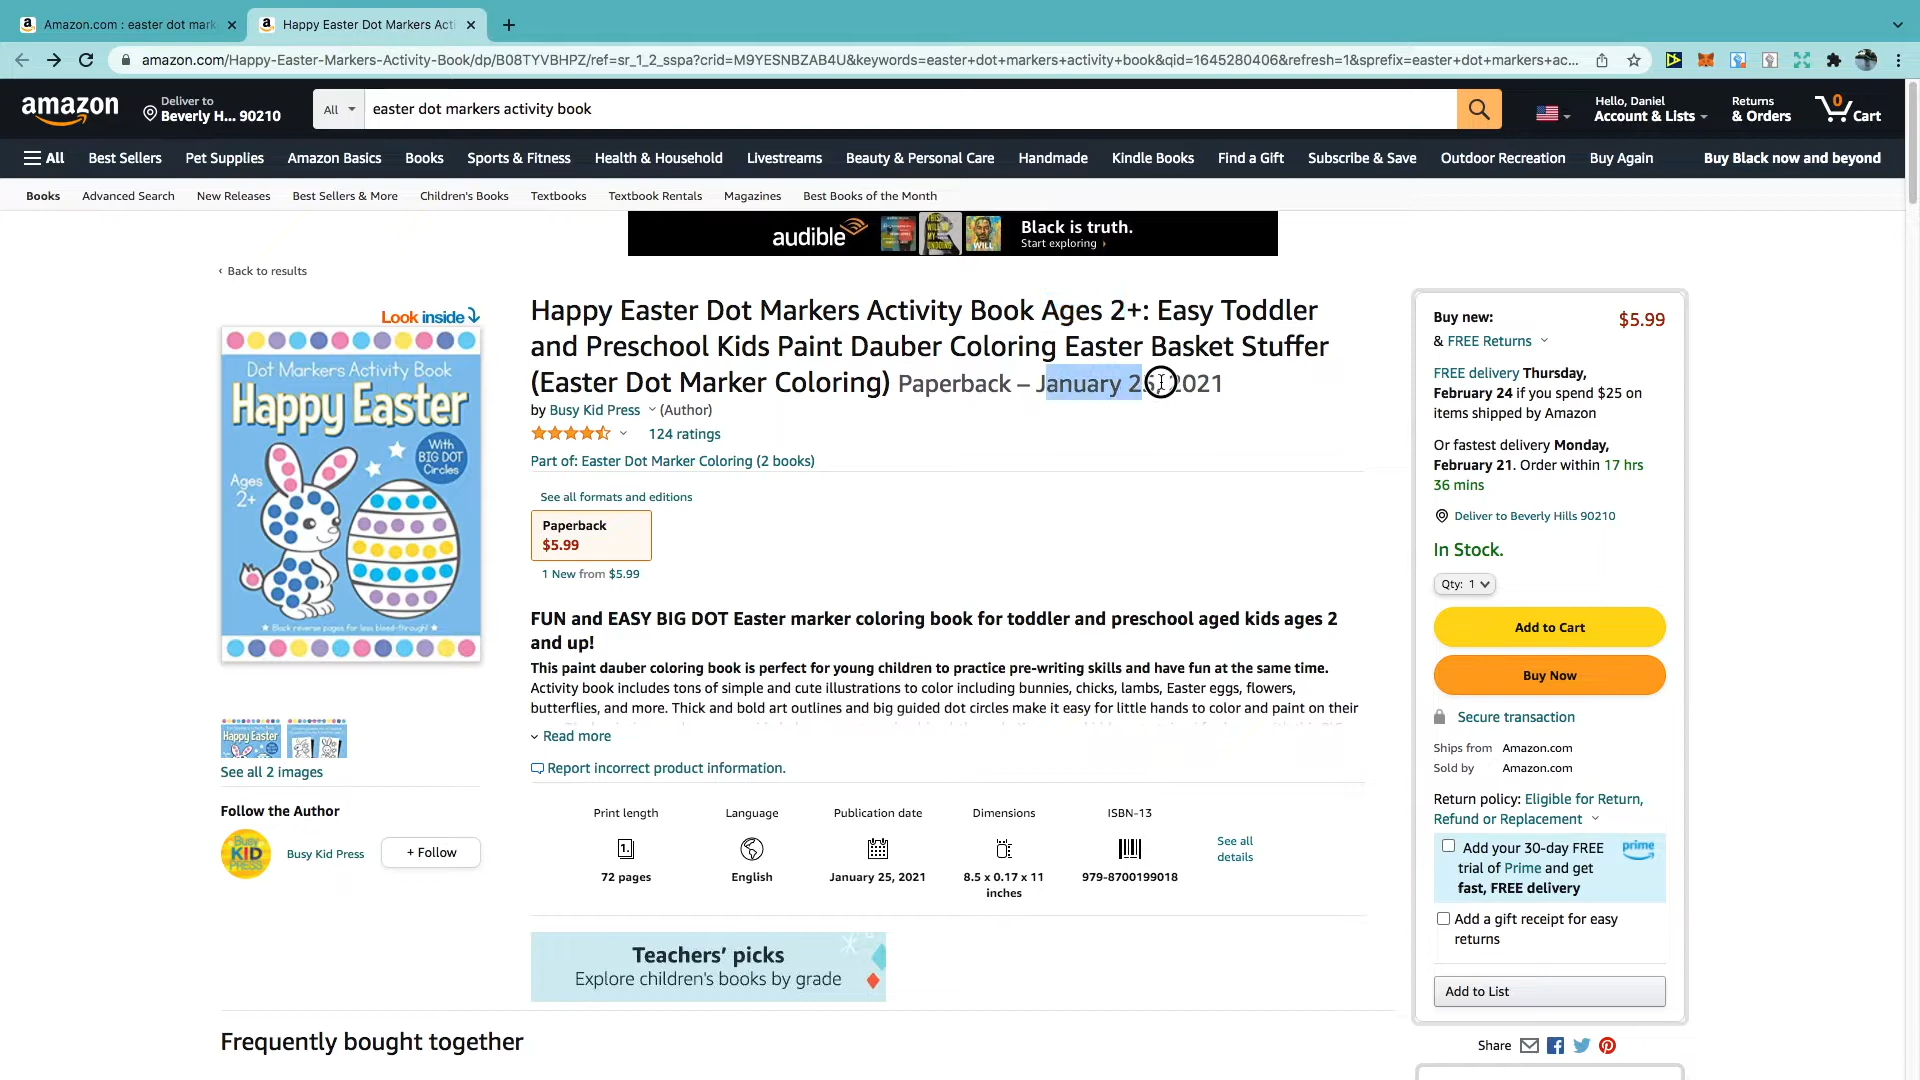 Amazon.com : easter dot mark
Happy Easter Dot Markers Acti
amazon.com/Happy-Easter-Markers-Activity-Book/dp/B08TYVBHPZ/ref=sr_1_2_sspa?crid=M9YESNBZAB4U&keywords=easter+dot+markers+activity+book&qid=1645280406&refresh=1&sprefix=easter+dot+markers+ac...
amazon
Deliver to
Beverly H... 90210
All
easter dot markers activity book
Hello, Daniel
Account & Lists
Returns
& Orders
0
Cart
All
Best Sellers
Pet Supplies
Amazon Basics
Books
Sports & Fitness
Health & Household
Livestreams
Beauty & Personal Care
Handmade
Kindle Books
Find a Gift
Subscribe & Save
Outdoor Recreation
Buy Again
Buy Black now and beyond
Books
Advanced Search
New Releases
Best Sellers & More
Children's Books
Textbooks
Textbook Rentals
Magazines
Best Books of the Month
audible
WILL
Black is truth.
Start exploring ›
‹ Back to results
Look inside
Dot Markers Activity Book
Happy Easter
With
BIG DOT
Circles
Ages
2+
★ Black reverse pages for less bleed-through! ★
See all 2 images
Follow the Author
Busy
KID
PRESS
Busy Kid Press
+ Follow
Happy Easter Dot Markers Activity Book Ages 2+: Easy Toddler
and Preschool Kids Paint Dauber Coloring Easter Basket Stuffer
(Easter Dot Marker Coloring) Paperback – January 25, 2021
by Busy Kid Press (Author)
124 ratings
Part of: Easter Dot Marker Coloring (2 books)
See all formats and editions
Paperback
$5.99
1 New from $5.99
FUN and EASY BIG DOT Easter marker coloring book for toddler and preschool aged kids ages 2
and up!
This paint dauber coloring book is perfect for young children to practice pre-writing skills and have fun at the same time.
Activity book includes tons of simple and cute illustrations to color including bunnies, chicks, lambs, Easter eggs, flowers,
butterflies, and more. Thick and bold art outlines and big guided dot circles make it easy for little hands to color and paint on their
Read more
Report incorrect product information.
Print length
1.
72 pages
Language
English
Publication date
January 25, 2021
Dimensions
8.5 x 0.17 x 11
inches
ISBN-13
979-8700199018
See all
details
Teachers' picks
Explore children's books by grade
Frequently bought together
Buy new:
$5.99
& FREE Returns
FREE delivery Thursday,
February 24 if you spend $25 on
items shipped by Amazon
Or fastest delivery Monday,
February 21. Order within 17 hrs
36 mins
Deliver to Beverly Hills 90210
In Stock.
Qty: 1
Add to Cart
Buy Now
Secure transaction
Ships from Amazon.com
Sold by Amazon.com
Return policy: Eligible for Return,
Refund or Replacement
Add your 30-day FREE
trial of Prime and get
fast, FREE delivery
prime
Add a gift receipt for easy
returns
Add to List
Share